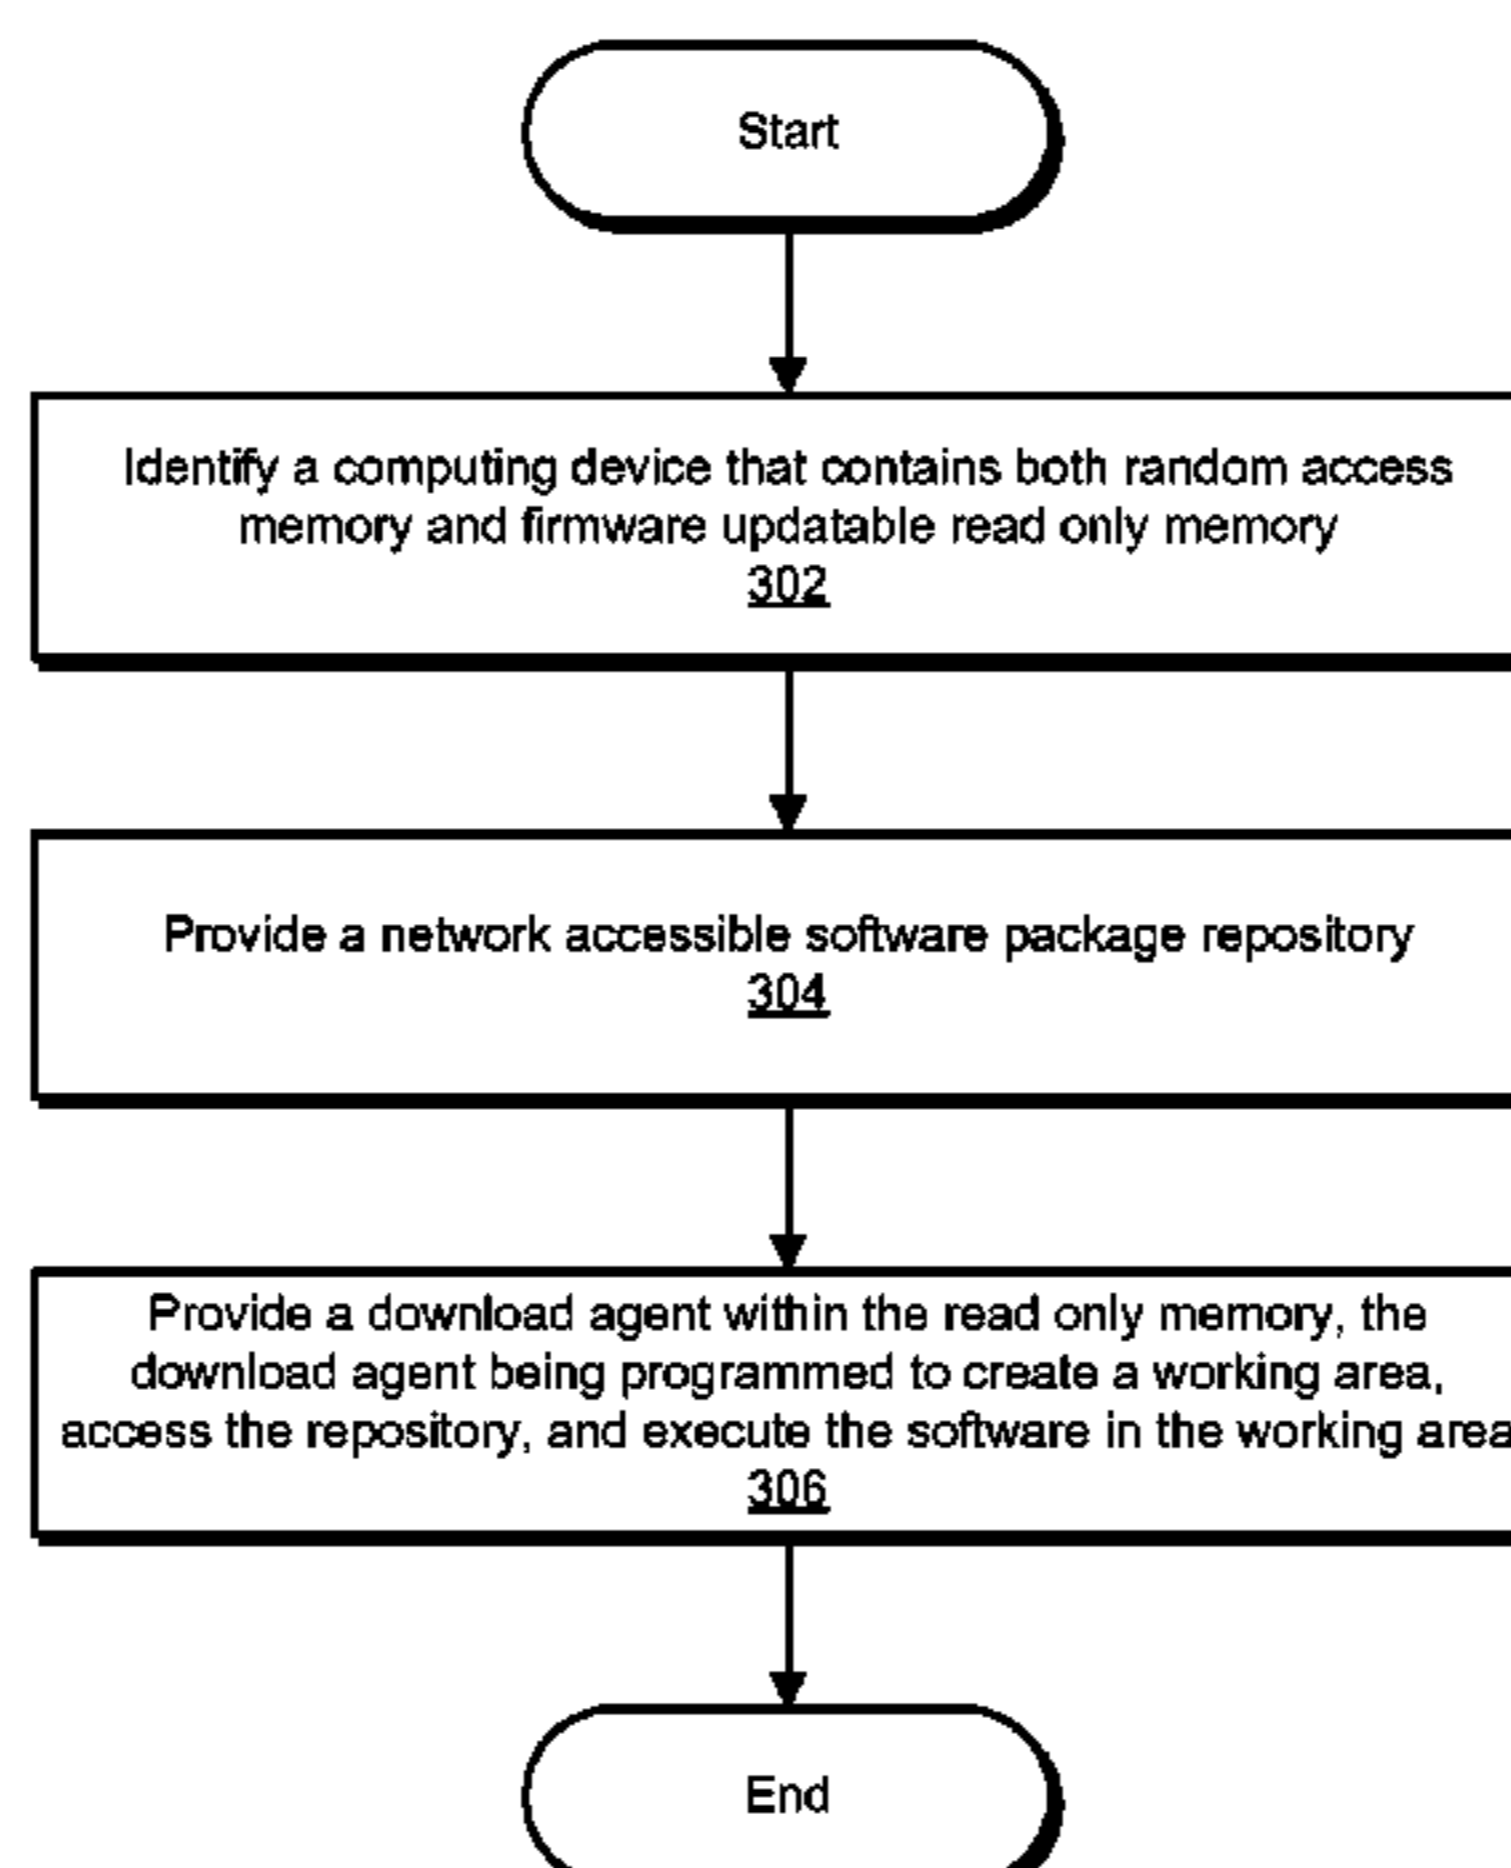 Start
Identify a computing device that contains both random access
memory and firmware updatable read only memory
302
Provide a network accessible software package repository
304
Provide a download agent within the read only memory, the
download agent being programmed to create a working area,
access the repository, and execute the software in the working area
306
End